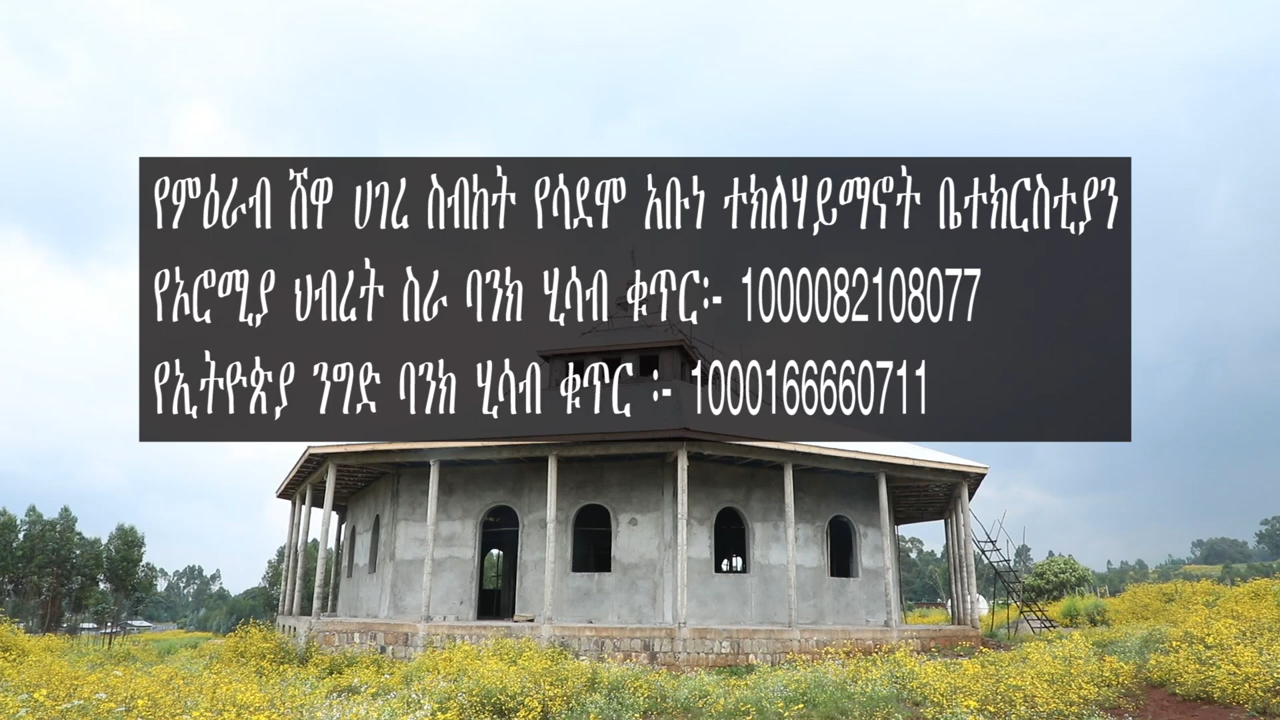 የምዕራብ ሸዋ ሀገረ ስብከት የሳደሞ አቡነ ተክለሃይማኖት ቤተክርስቲያን
የኦሮሚያ ህብረት ስራ ባንክ ሂሳብ ቁጥር፡- 1000082108077
የኢትዮጵያ ንግድ ባንክ ሂሳብ ቁጥር ፡- 1000166660711